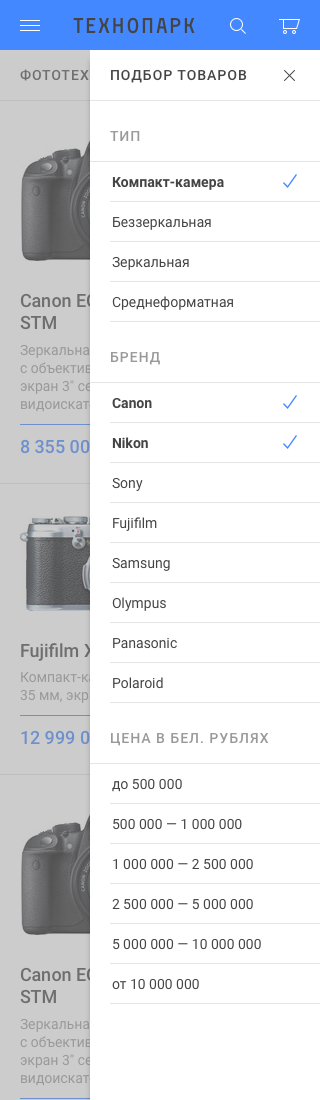 ТЕХНОПАРК
ПОДБОР ТОВАРОВ
ТИП
Компакт-камера
Беззеркальная
Зеркальная
Среднеформатная
БРЕНД
Canon
Nikon
Sony
Fujifilm
Samsung
Olympus
Panasonic
Polaroid
ЦЕНА В БЕЛ. РУБЛЯХ
до 500 000
500 000 — 1 000 000
1 000 000 — 2 500 000
2 500 000 — 5 000 000
5 000 000 — 10 000 000
от 10 000 000
ФОТОТЕХ
Canon EO
STM
Зеркальна
с объектив
экран 3" се
видоискат
8 355 00
Fujifilm X
Компакт-ка
35 мм, экр
12 999 0
Canon EO
STM
Зеркальна
с объектив
экран 3" се
видоискат